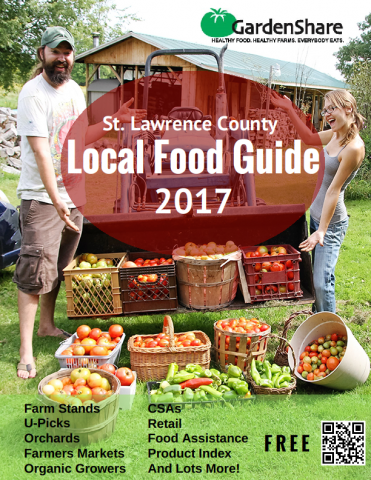 GardenShare
HEALTHY FOOD. HEALTHY FARMS. EVERYBODY EATS.
St. Lawrence County
Local Food Guide
2017
Farm Stands
U-Picks
Orchards
Farmers Markets
Organic Growers
CSAs
Retail
Food Assistance
Product Index
And Lots More!
FREE